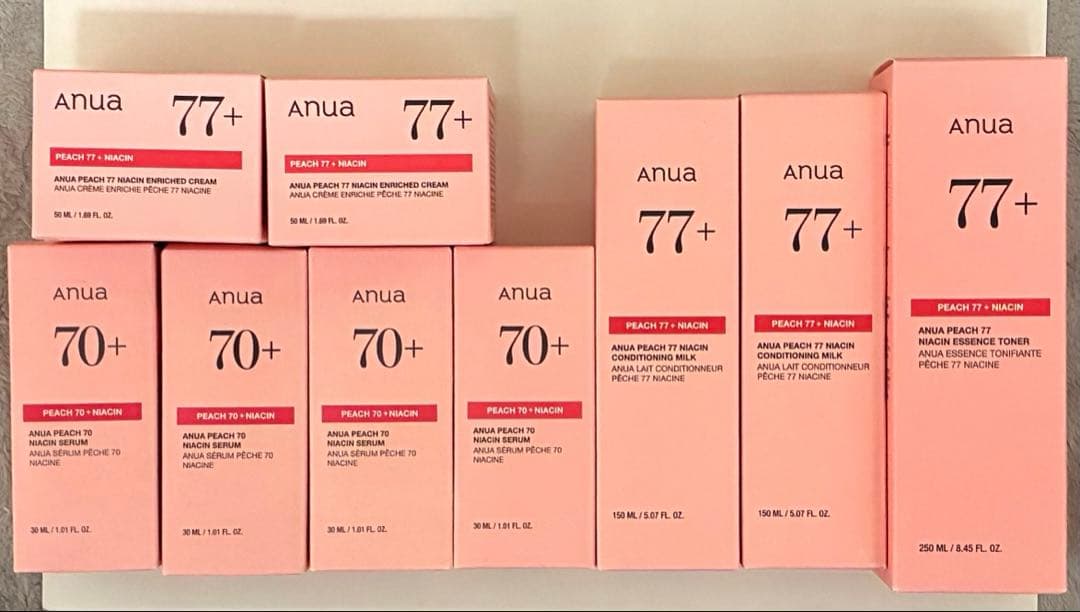 Anua
77+
PEACH 77 + NIACIN
ANUA PEACH 77 NIACIN ENRICHED CREAM
ANUA CRÈME ENRICHIE PÊCHE 77 NIACINE
50 ML / 1.69 FL. OZ.
Anua
77+
PEACH 77 + NIACIN
ANUA PEACH 77 NIACIN ENRICHED CREAM
ANUA CRÈME ENRICHIE PÊCHE 77 NIACINE
50 ML / 1.69 FL. OZ.
Anua
70+
PEACH 70 + NIACIN
ANUA PEACH 70
NIACIN SERUM
ANUA SÉRUM PÊCHE 70
NIACINE
30 ML / 1.01 FL. OZ.
Anua
70+
PEACH 70 + NIACIN
ANUA PEACH 70
NIACIN SERUM
ANUA SÉRUM PÊCHE 70
NIACINE
30 ML / 1.01 FL. OZ.
Anua
70+
PEACH 70 + NIACIN
ANUA PEACH 70
NIACIN SERUM
ANUA SÉRUM PÊCHE 70
NIACINE
30 ML / 1.01 FL. OZ.
Anua
70+
PEACH 70 + NIACIN
ANUA PEACH 70
NIACIN SERUM
ANUA SÉRUM PÊCHE 70
NIACINE
30 ML / 1.01 FL. OZ.
Anua
77+
PEACH 77 + NIACIN
ANUA PEACH 77 NIACIN
CONDITIONING MILK
ANUA LAIT CONDITIONNEUR
PÊCHE 77 NIACINE
150 ML / 5.07 FL. OZ.
Anua
77+
PEACH 77 + NIACIN
ANUA PEACH 77 NIACIN
CONDITIONING MILK
ANUA LAIT CONDITIONNEUR
PÊCHE 77 NIACINE
150 ML / 5.07 FL. OZ.
Anua
77+
PEACH 77 + NIACIN
ANUA PEACH 77
NIACIN ESSENCE TONER
ANUA ESSENCE TONIFIANTE
PÊCHE 77 NIACINE
250 ML / 8.45 FL. OZ.